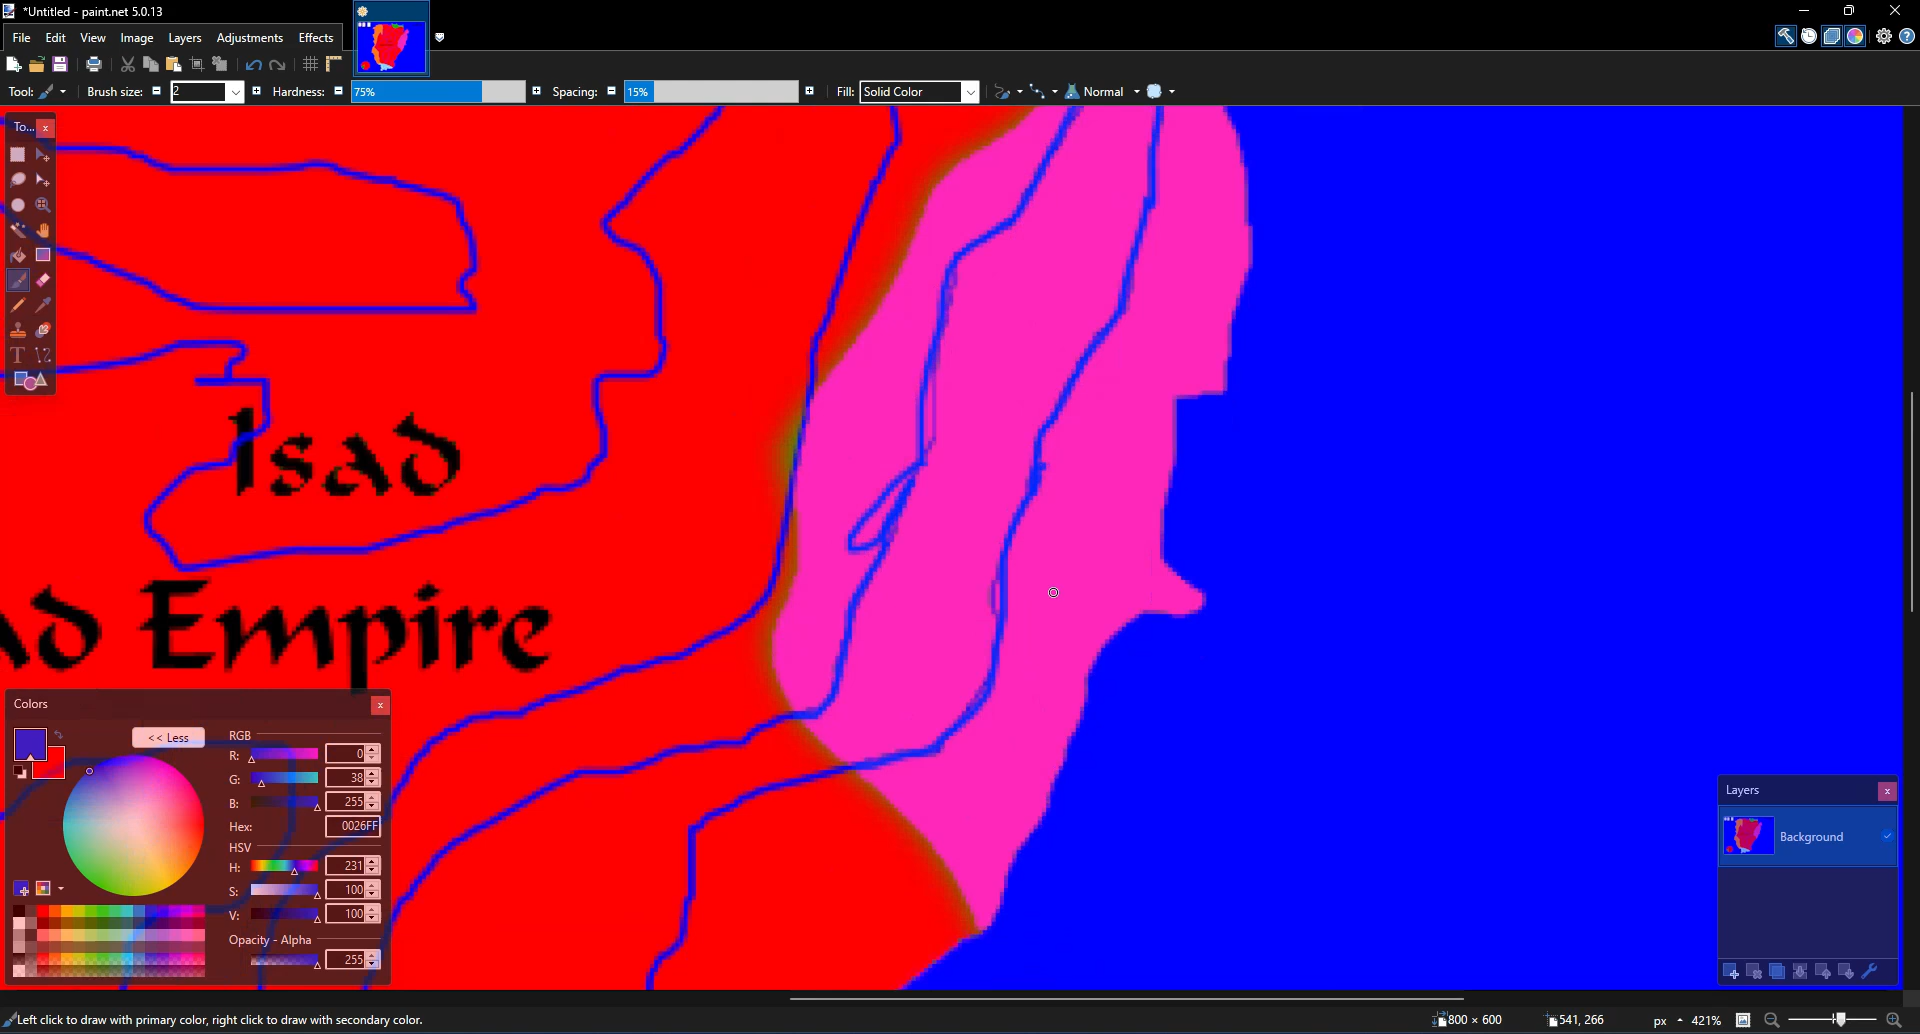 *Untitled - paint.net 5.0.13
File Edit View Image Layers Adjustments Effects
Tool: Brush size: 2 Hardness: 75% Spacing: 15% Fill: Solid Color Normal
To... x
Isad
ad Empire
Colors x
<< Less
RGB
R: 0
G: 38
B: 255
Hex: 0026FF
HSV
H: 231
S: 100
V: 100
Opacity - Alpha
255
Layers x
Background
Left click to draw with primary color, right click to draw with secondary color.
800 × 600 541, 266 px 421%